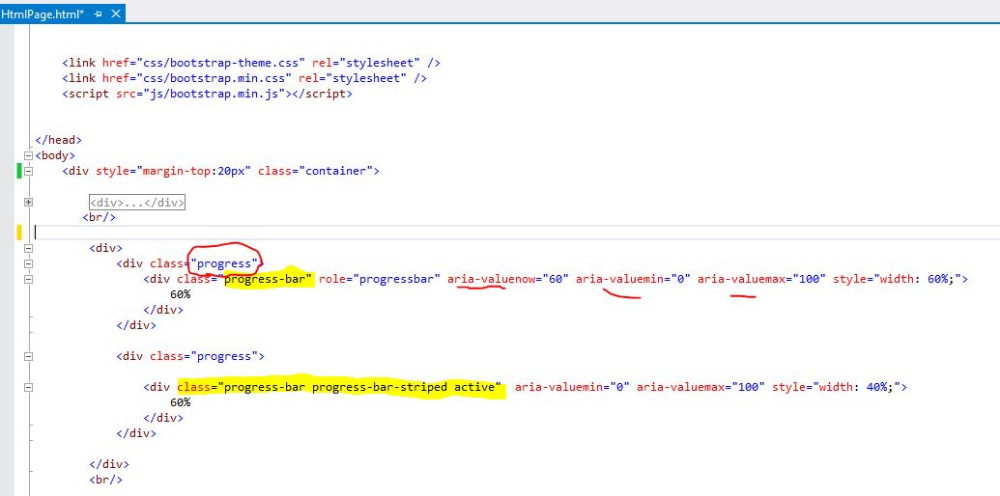 HtmlPage.html*
<link href="css/bootstrap-theme.css" rel="stylesheet" />
<link href="css/bootstrap.min.css" rel="stylesheet" />
<script src="js/bootstrap.min.js"></script>
</head>
<body>
<div style="margin-top:20px" class="container">
<div>...</div>
<br/>
<div>
<div class="progress">
<div class="progress-bar" role="progressbar" aria-valuenow="60" aria-valuemin="0" aria-valuemax="100" style="width: 60%;">
60%
</div>
</div>
<div class="progress">
<div class="progress-bar progress-bar-striped active" aria-valuemin="0" aria-valuemax="100" style="width: 40%;">
60%
</div>
</div>
</div>
<br/>